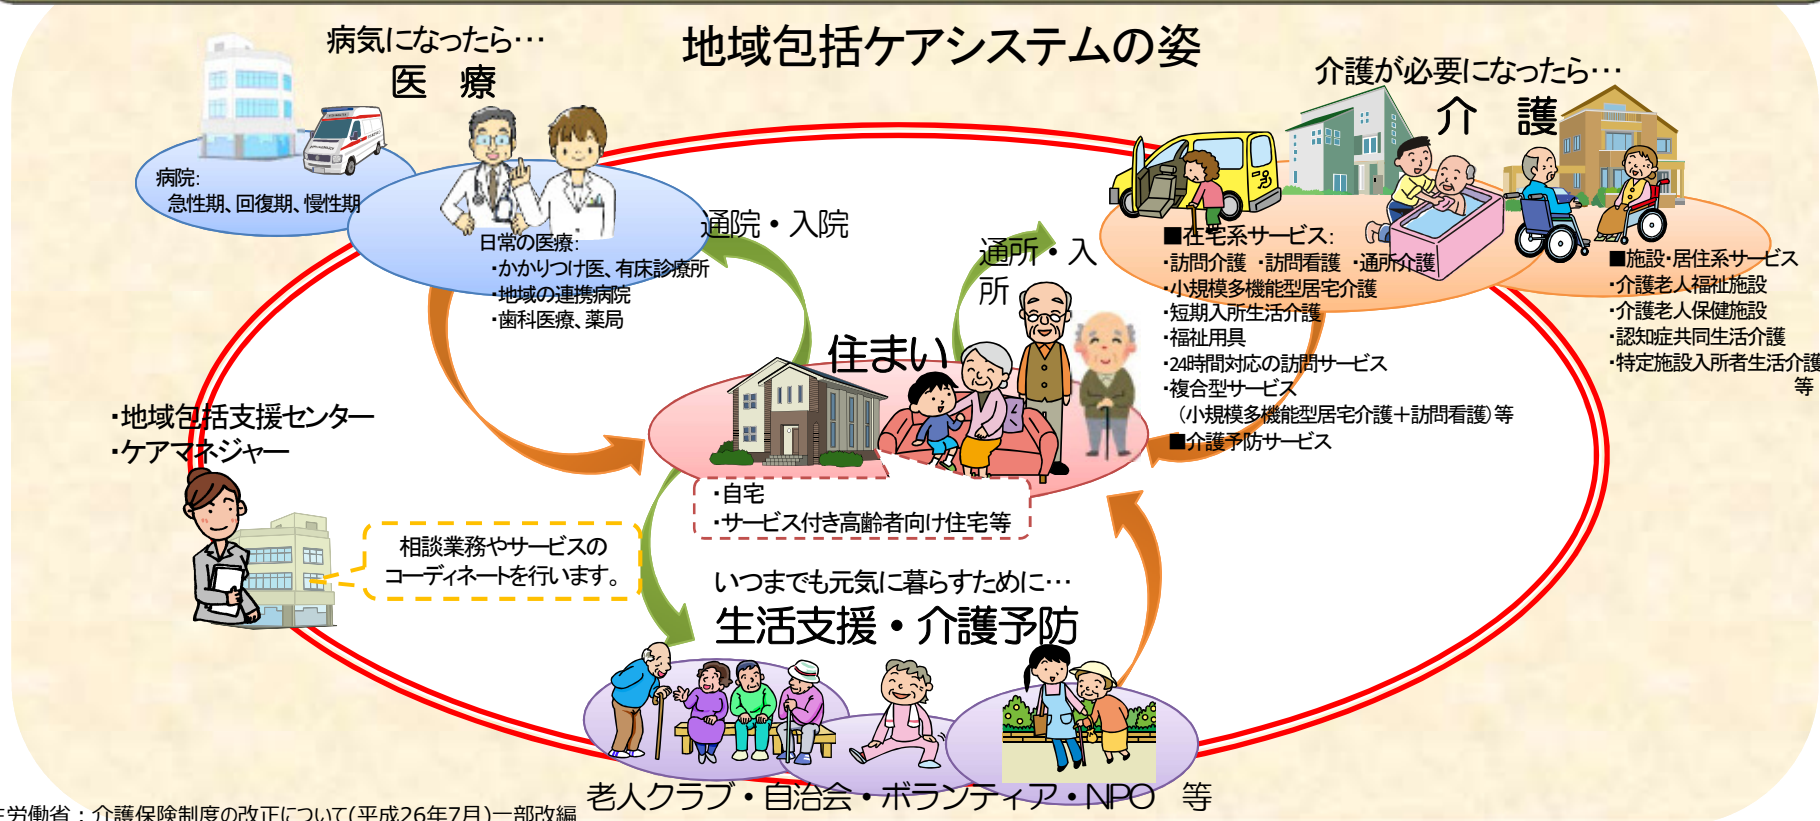 地域包括ケアシステムの姿
病気になったら…
医　療
病院:
急性期、回復期、慢性期
日常の医療:
・かかりつけ医、有床診療所
・地域の連携病院
・歯科医療、薬局
通院・入院
通所・入
所
介護が必要になったら…
介　護
■在宅系サービス:
・訪問介護 ・訪問看護 ・通所介護
・小規模多機能型居宅介護
・短期入所生活介護
・福祉用具
・24時間対応の訪問サービス
・複合型サービス
（小規模多機能型居宅介護＋訪問看護）等
■介護予防サービス
■施設・居住系サービス
・介護老人福祉施設
・介護老人保健施設
・認知症共同生活介護
・特定施設入所者生活介護
等
住まい
・自宅
・サービス付き高齢者向け住宅等
・地域包括支援センター
・ケアマネジャー
相談業務やサービスの
コーディネートを行います。
いつまでも元気に暮らすために…
生活支援・介護予防
老人クラブ・自治会・ボランティア・NPO　等
労働省：介護保険制度の改正について(平成26年7月)一部改編